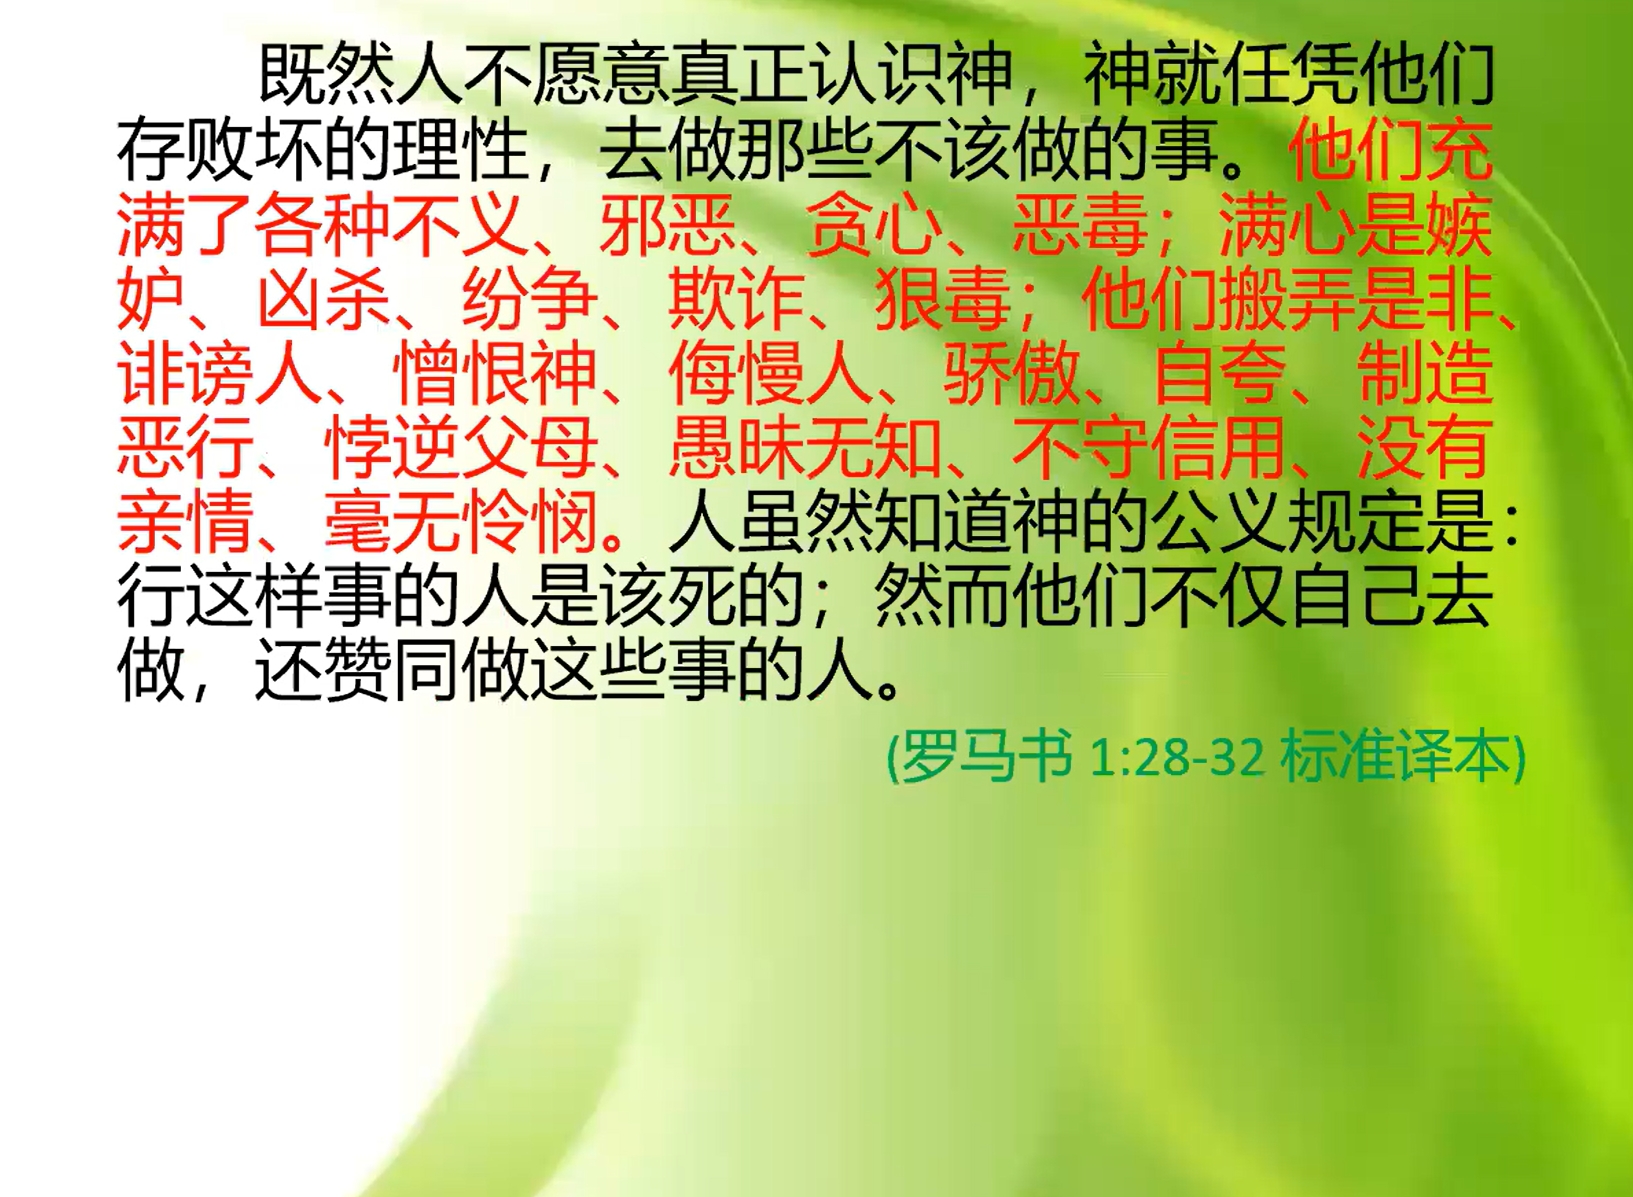 既然人不愿意真正认识神，神就任凭他们
存败坏的理性，去做那些不该做的事。他们充
满了各种不义、邪恶、贪心、恶毒；满心是嫉
妒、凶杀、纷争、欺诈、狠毒；他们搬弄是非、
诽谤人、憎恨神、侮慢人、骄傲、自夸、制造
恶行、悖逆父母、愚昧无知、不守信用、没有
亲情、毫无怜悯。人虽然知道神的公义规定是：
行这样事的人是该死的；然而他们不仅自己去
做，还赞同做这些事的人。
(罗马书 1:28-32 标准译本)